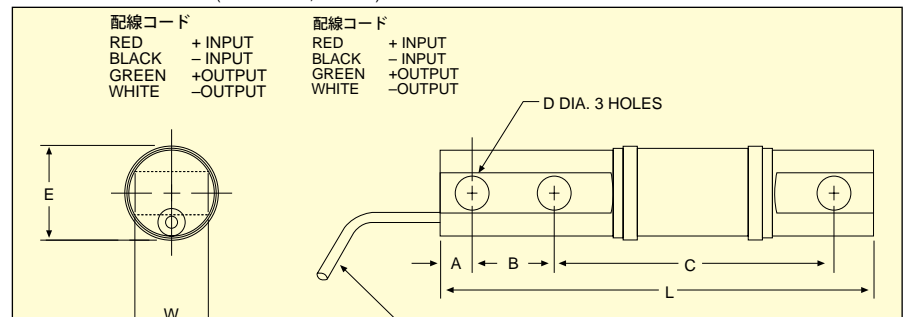 配線コード
RED + INPUT
BLACK – INPUT
GREEN +OUTPUT
WHITE –OUTPUT
配線コード
RED + INPUT
BLACK – INPUT
GREEN +OUTPUT
WHITE –OUTPUT
D DIA. 3 HOLES
E
A
B
C
L
W